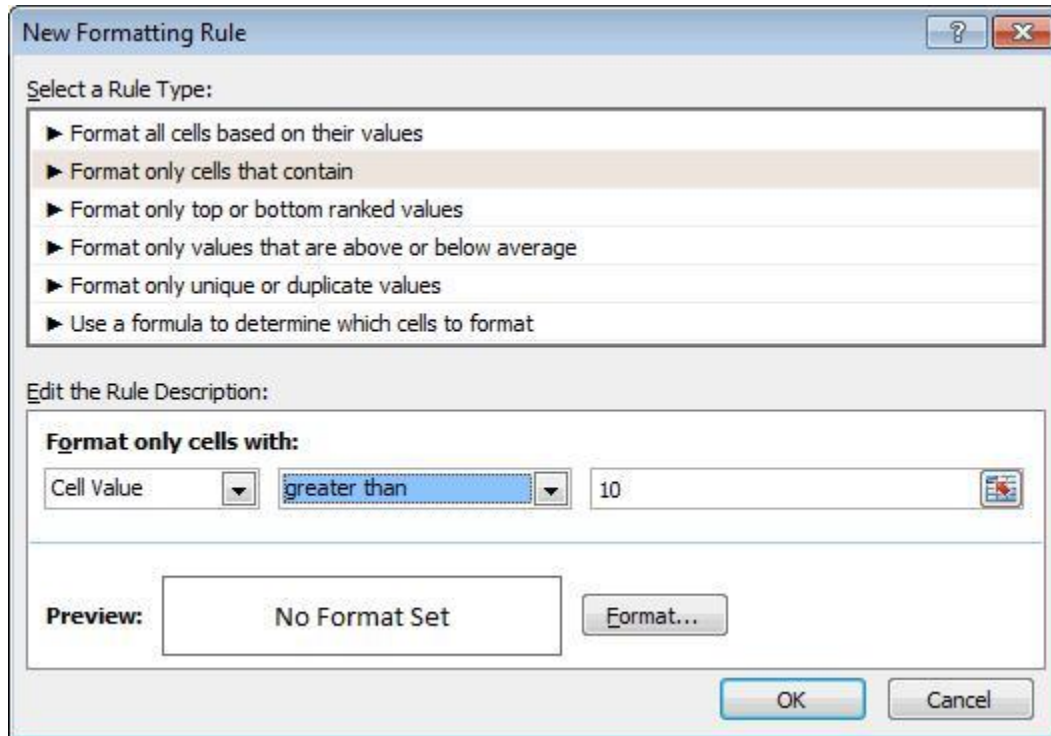 New Formatting Rule
Select a Rule Type:
► Format all cells based on their values
► Format only cells that contain
► Format only top or bottom ranked values
► Format only values that are above or below average
► Format only unique or duplicate values
► Use a formula to determine which cells to format
Edit the Rule Description:
Format only cells with:
Cell Value greater than 10
Preview: No Format Set Format...
OK Cancel